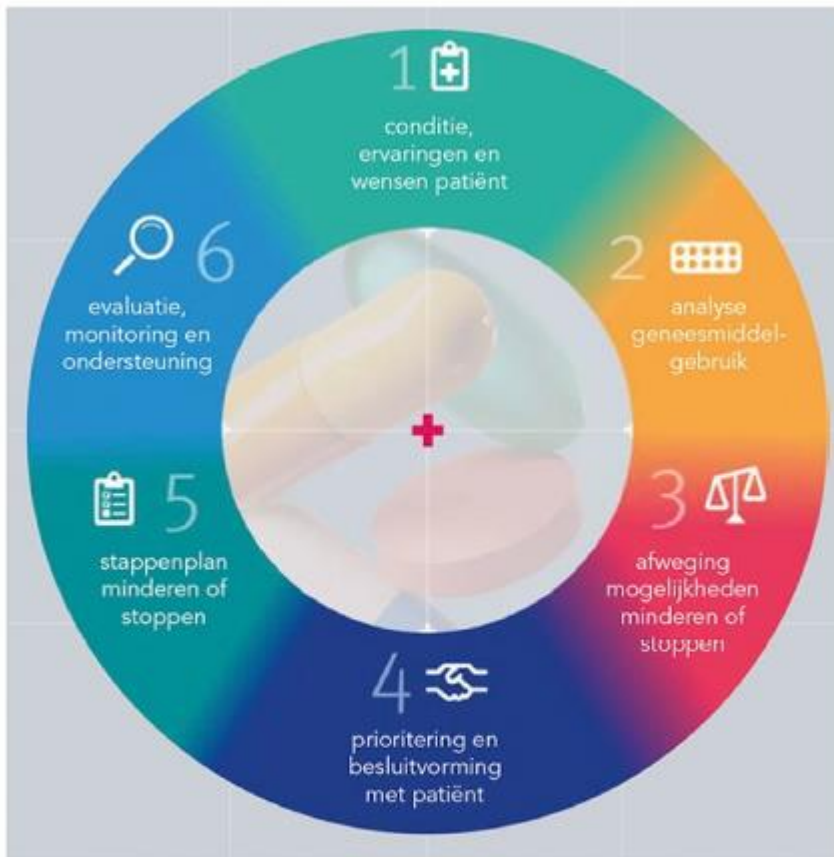 1
conditie,
ervaringen en
wensen patiënt
2
analyse
geneesmiddel-
gebruik
3
afweging
mogelijkheden
minderen of
stoppen
4
prioritering en
besluitvorming
met patiënt
5
stappenplan
minderen of
stoppen
6
evaluatie,
monitoring en
ondersteuning